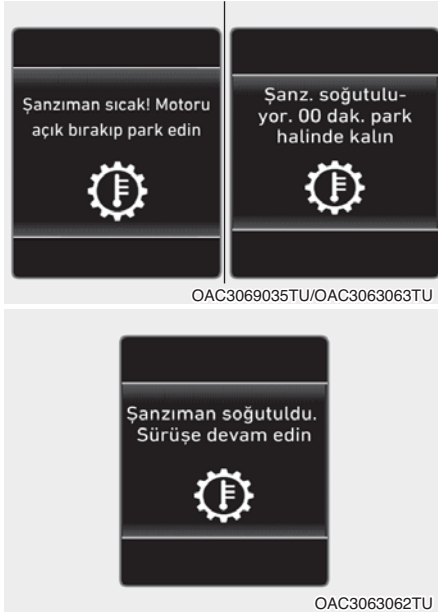 Şanzıman sıcak! Motoru
açık bırakıp park edin
Şanz. soğutulu-
yor. 00 dak. park
halinde kalın
OAC3069035TU/OAC3063063TU
Şanzıman soğutuldu.
Sürüşe devam edin
OAC3063062TU